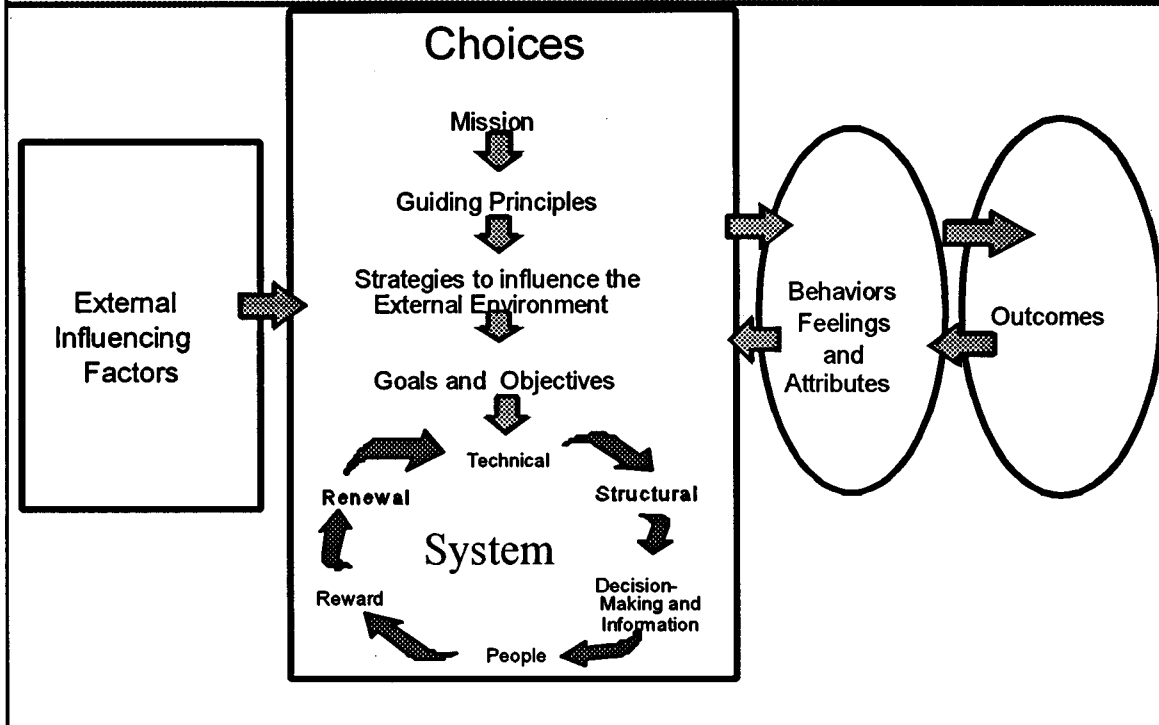 Choices
Mission
Guiding Principles
Strategies to influence the
External Environment
Goals and Objectives
Technical
Structural
Decision-
Making and
Information
People
Reward
Renewal
System
External
Influencing
Factors
Behaviors
Feelings
and
Attributes
Outcomes